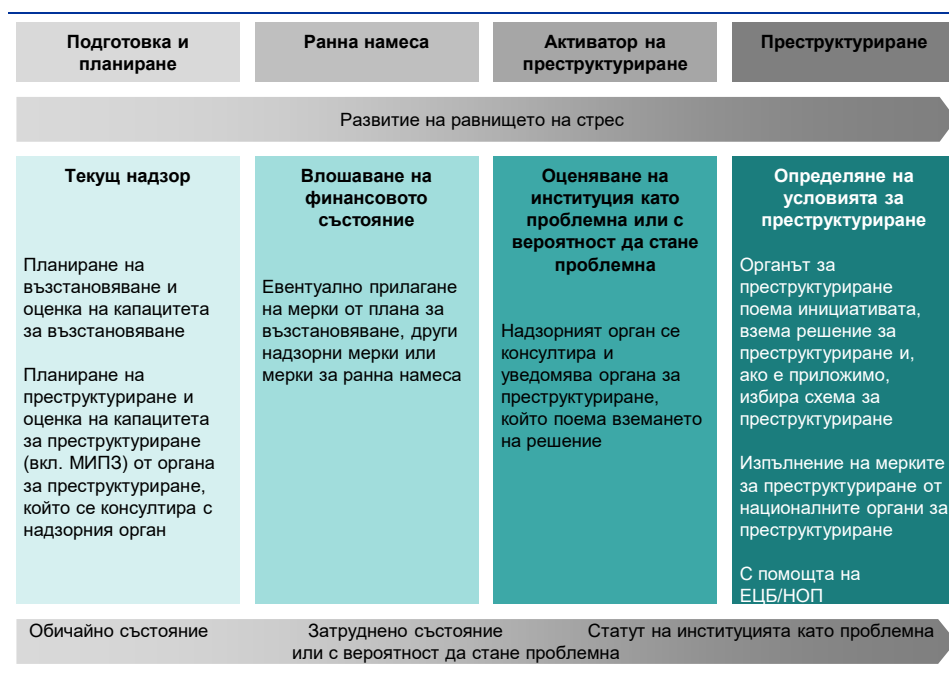 Подготовка и
планиране
Ранна намеса
Активатор на
преструктуриране
Преструктуриране
Развитие на равнището на стрес
Текущ надзор
Планиране на
възстановяване и
оценка на капацитета
за възстановяване
Планиране на
преструктуриране и
оценка на капацитета
за преструктуриране
(вкл. МИПЗ) от органа
за преструктуриране,
който се консултира с
надзорния орган
Влошаване на
финансовото
състояние
Евентуално прилагане
на мерки от плана за
възстановяване, други
надзорни мерки или
мерки за ранна намеса
Оценяване на
институция като
проблемна или с
вероятност да стане
проблемна
Надзорният орган се
консултира и
уведомява органа за
преструктуриране,
който поема вземането
на решение
Определяне на
условията за
преструктуриране
Органът за
преструктуриране
поема инициативата,
взема решение за
преструктуриране и,
ако е приложимо,
избира схема за
преструктуриране
Изпълнение на мерките
за преструктуриране от
националните органи за
преструктуриране
С помощта на
ЕЦБ/НОП
Обичайно състояние
Затруднено състояние
Статут на институцията като проблемна
или с вероятност да стане проблемна